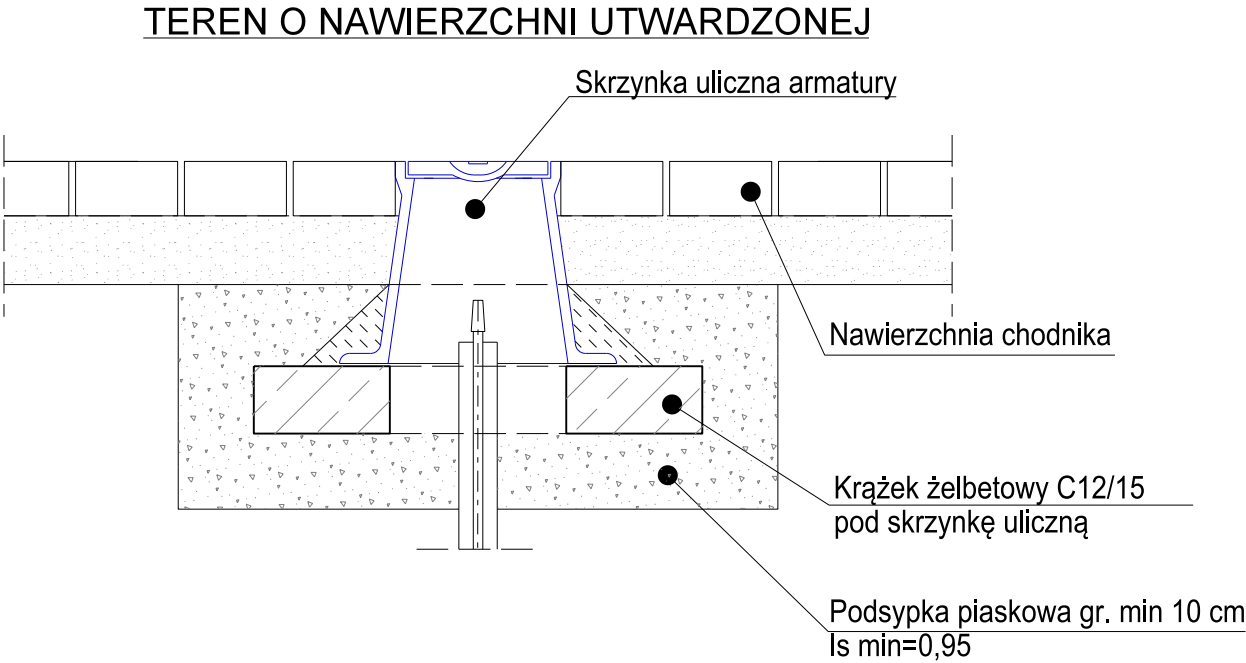 TEREN O NAWIERZCHNI UTWARDZONEJ
Skrzynka uliczna armatury
Nawierzchnia chodnika
Krążek żelbetowy C12/15
pod skrzynkę uliczną
Podsypka piaskowa gr. min 10 cm
Is min=0,95